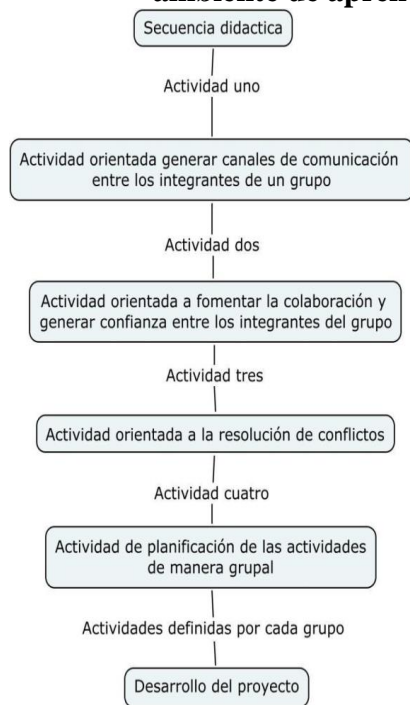 Secuencia didactica
Actividad uno
Actividad orientada generar canales de comunicación
entre los integrantes de un grupo
Actividad dos
Actividad orientada a fomentar la colaboración y
generar confianza entre los integrantes del grupo
Actividad tres
Actividad orientada a la resolución de conflictos
Actividad cuatro
Actividad de planificación de las actividades
de manera grupal
Actividades definidas por cada grupo
Desarrollo del proyecto